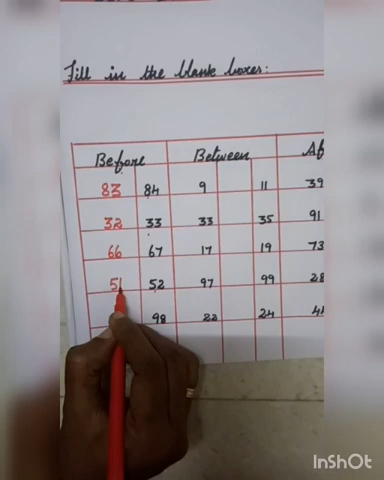 Fill in the blank boxes:
Before Between Af
83 84 9 11 39
32 33 33 35 91
66 67 17 19 73
51 52 97 99 28
98 22 24 44
InShOt